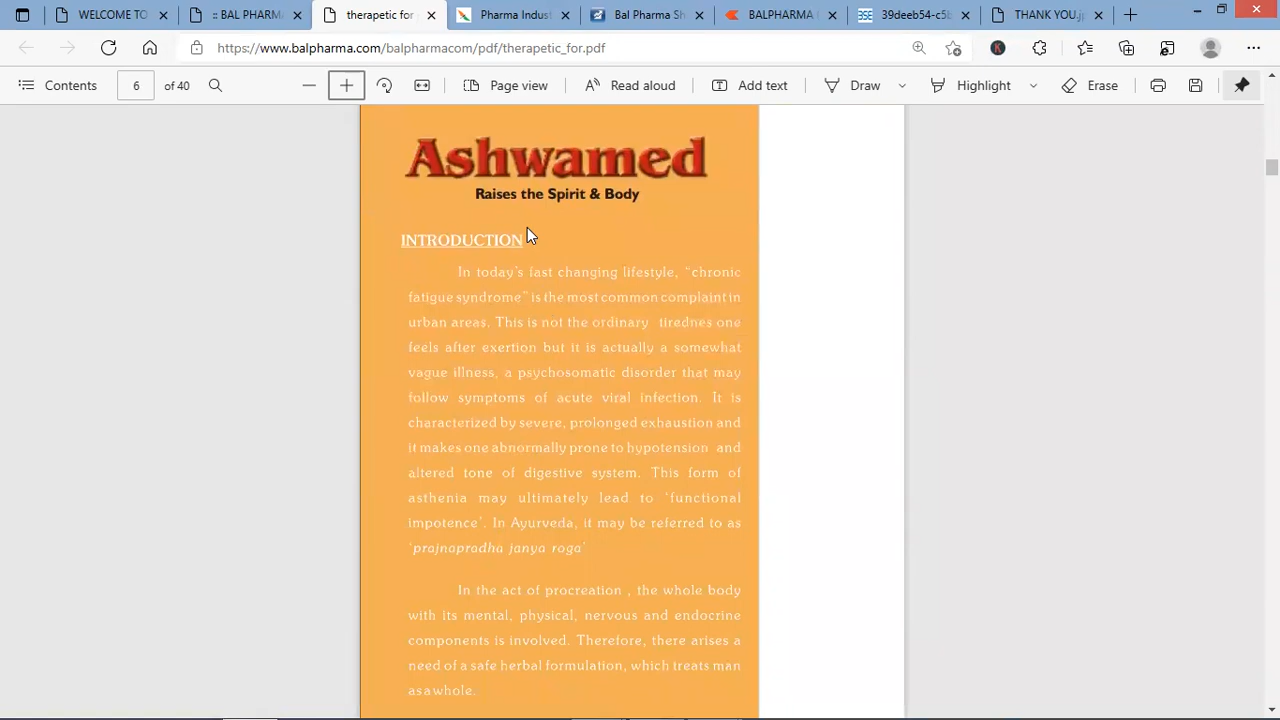 WELCOME TO
:: BAL PHARM
therapetic for
Pharma Indust
Bal Pharma Sh
BALPHARMA
39deeb54-c5b
THANK YOU.jp
https://www.balpharma.com/balpharmacom/pdf/therapetic_for.pdf
Contents
6 of 40
Page view
Read aloud
Add text
Draw
Highlight
Erase
Ashwamed
Raises the Spirit & Body
INTRODUCTION
In today's fast changing lifestyle, "chronic
fatigue syndrome" is the most common complaint in
urban areas. This is not the ordinary tirednes one
feels after exertion but it is actually a somewhat
vague illness, a psychosomatic disorder that may
follow symptoms of acute viral infection. It is
characterized by severe, prolonged exhaustion and
it makes one abnormally prone to hypotension and
altered tone of digestive system. This form of
asthenia may ultimately lead to 'functional
impotence'. In Ayurveda, it may be referred to as
'prajnapradha janya roga'
In the act of procreation , the whole body
with its mental, physical, nervous and endocrine
components is involved. Therefore, there arises a
need of a safe herbal formulation, which treats man
as a whole.